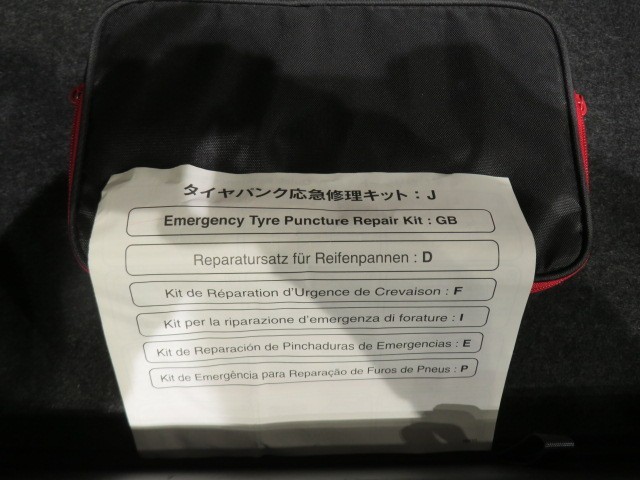 タイヤパンク応急修理キット：J
Emergency Tyre Puncture Repair Kit : GB
Reparatursatz für Reifenpannen : D
Kit de Réparation d'Urgence de Crevaison : F
Kit per la riparazione d'emergenza di forature : I
Kit de Reparación de Pinchaduras de Emergencias : E
Kit de Emergência para Reparação de Furos de Pneus : P